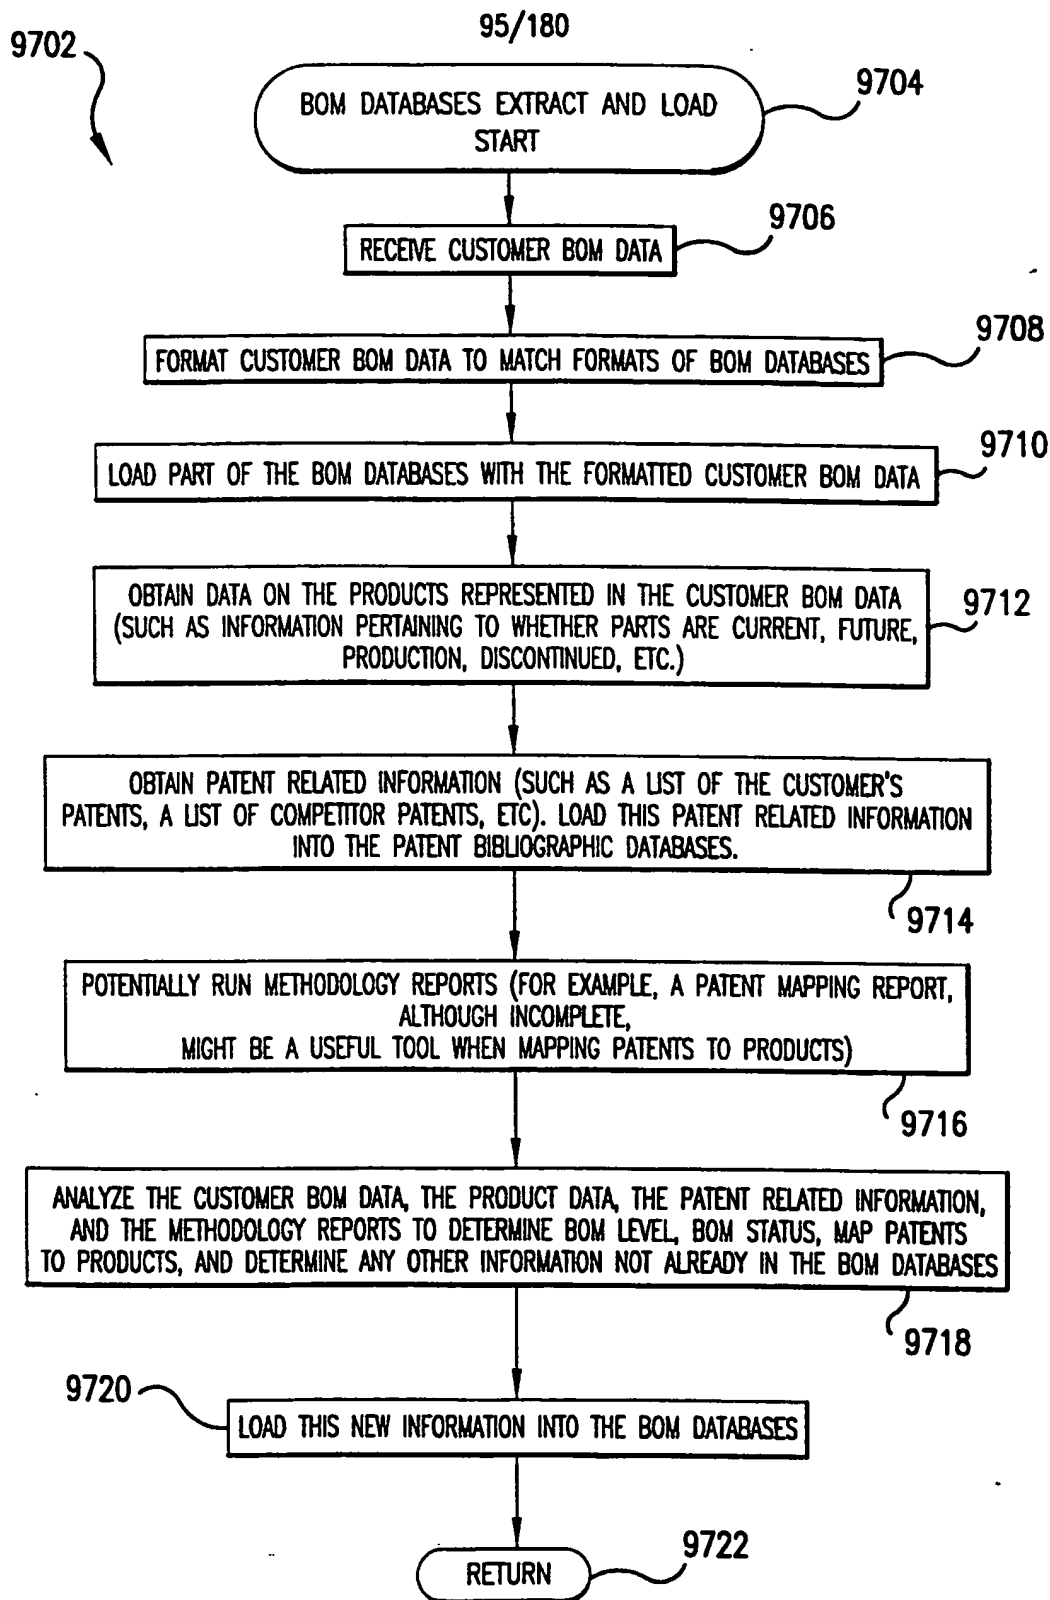 95/180
9702
BOM DATABASES EXTRACT AND LOAD
START
9704
RECEIVE CUSTOMER BOM DATA
9706
FORMAT CUSTOMER BOM DATA TO MATCH FORMATS OF BOM DATABASES
9708
LOAD PART OF THE BOM DATABASES WITH THE FORMATTED CUSTOMER BOM DATA
9710
OBTAIN DATA ON THE PRODUCTS REPRESENTED IN THE CUSTOMER BOM DATA
(SUCH AS INFORMATION PERTAINING TO WHETHER PARTS ARE CURRENT, FUTURE,
PRODUCTION, DISCONTINUED, ETC.)
9712
OBTAIN PATENT RELATED INFORMATION (SUCH AS A LIST OF THE CUSTOMER'S
PATENTS, A LIST OF COMPETITOR PATENTS, ETC). LOAD THIS PATENT RELATED INFORMATION
INTO THE PATENT BIBLIOGRAPHIC DATABASES.
9714
POTENTIALLY RUN METHODOLOGY REPORTS (FOR EXAMPLE, A PATENT MAPPING REPORT,
ALTHOUGH INCOMPLETE,
MIGHT BE A USEFUL TOOL WHEN MAPPING PATENTS TO PRODUCTS)
9716
ANALYZE THE CUSTOMER BOM DATA, THE PRODUCT DATA, THE PATENT RELATED INFORMATION,
AND THE METHODOLOGY REPORTS TO DETERMINE BOM LEVEL, BOM STATUS, MAP PATENTS
TO PRODUCTS, AND DETERMINE ANY OTHER INFORMATION NOT ALREADY IN THE BOM DATABASES
9718
9720
LOAD THIS NEW INFORMATION INTO THE BOM DATABASES
RETURN
9722